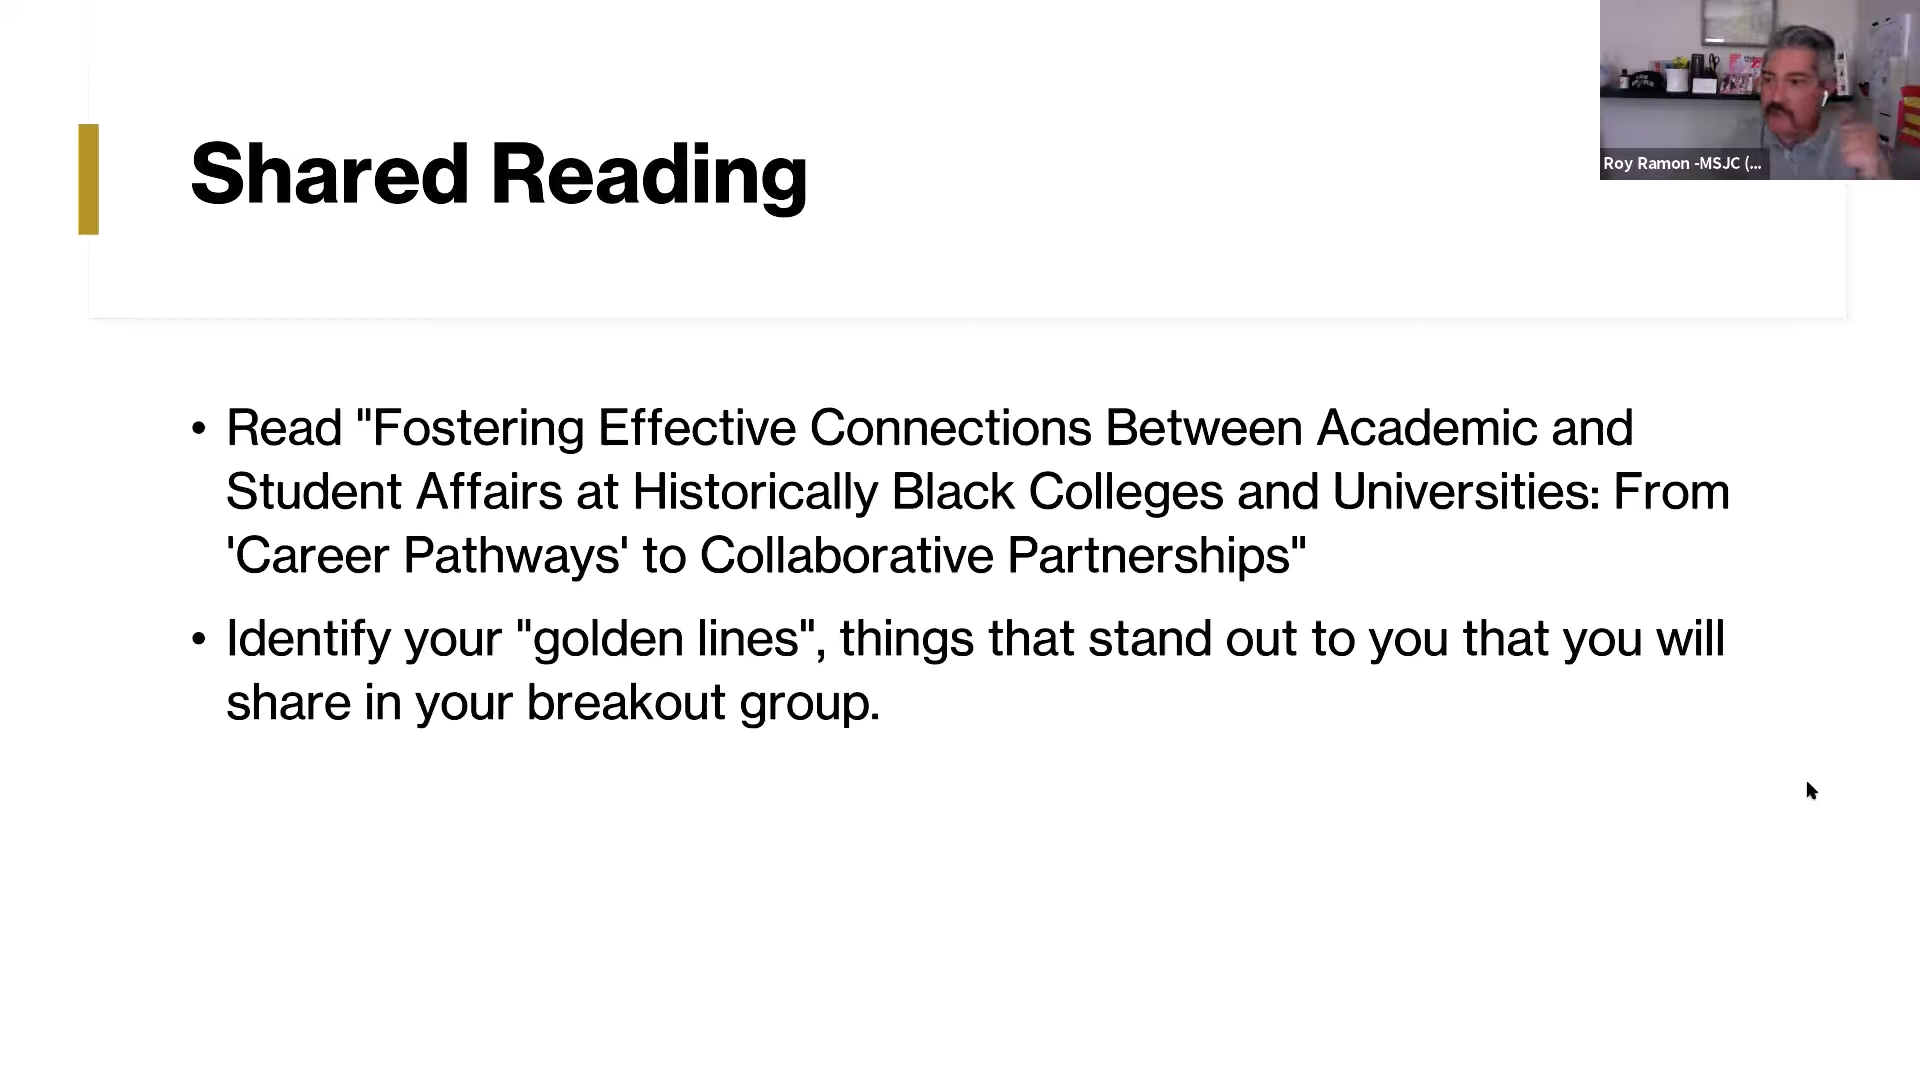 Shared Reading
Roy Ramon -MSJC (...
• Read "Fostering Effective Connections Between Academic and
Student Affairs at Historically Black Colleges and Universities: From
'Career Pathways' to Collaborative Partnerships"
• Identify your "golden lines", things that stand out to you that you will
share in your breakout group.